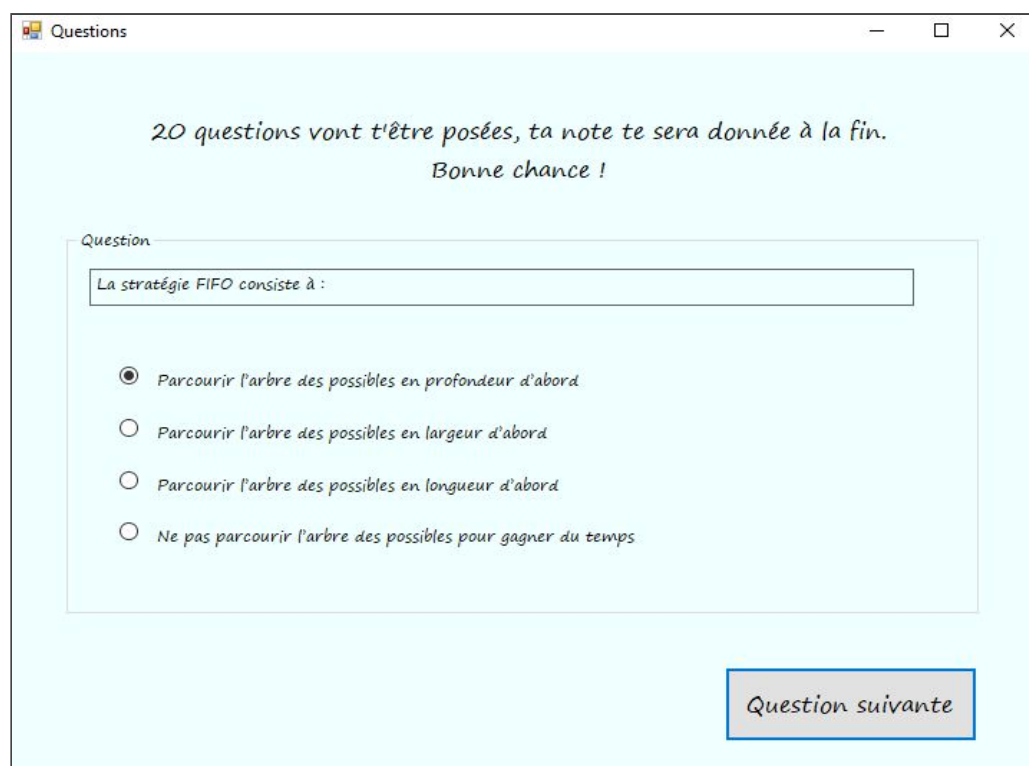 Questions
20 questions vont t'être posées, ta note te sera donnée à la fin.
Bonne chance !
Question
La stratégie FIFO consiste à :
Parcourir l’arbre des possibles en profondeur d’abord
Parcourir l’arbre des possibles en largeur d’abord
Parcourir l’arbre des possibles en longueur d’abord
Ne pas parcourir l’arbre des possibles pour gagner du temps
Question suivante